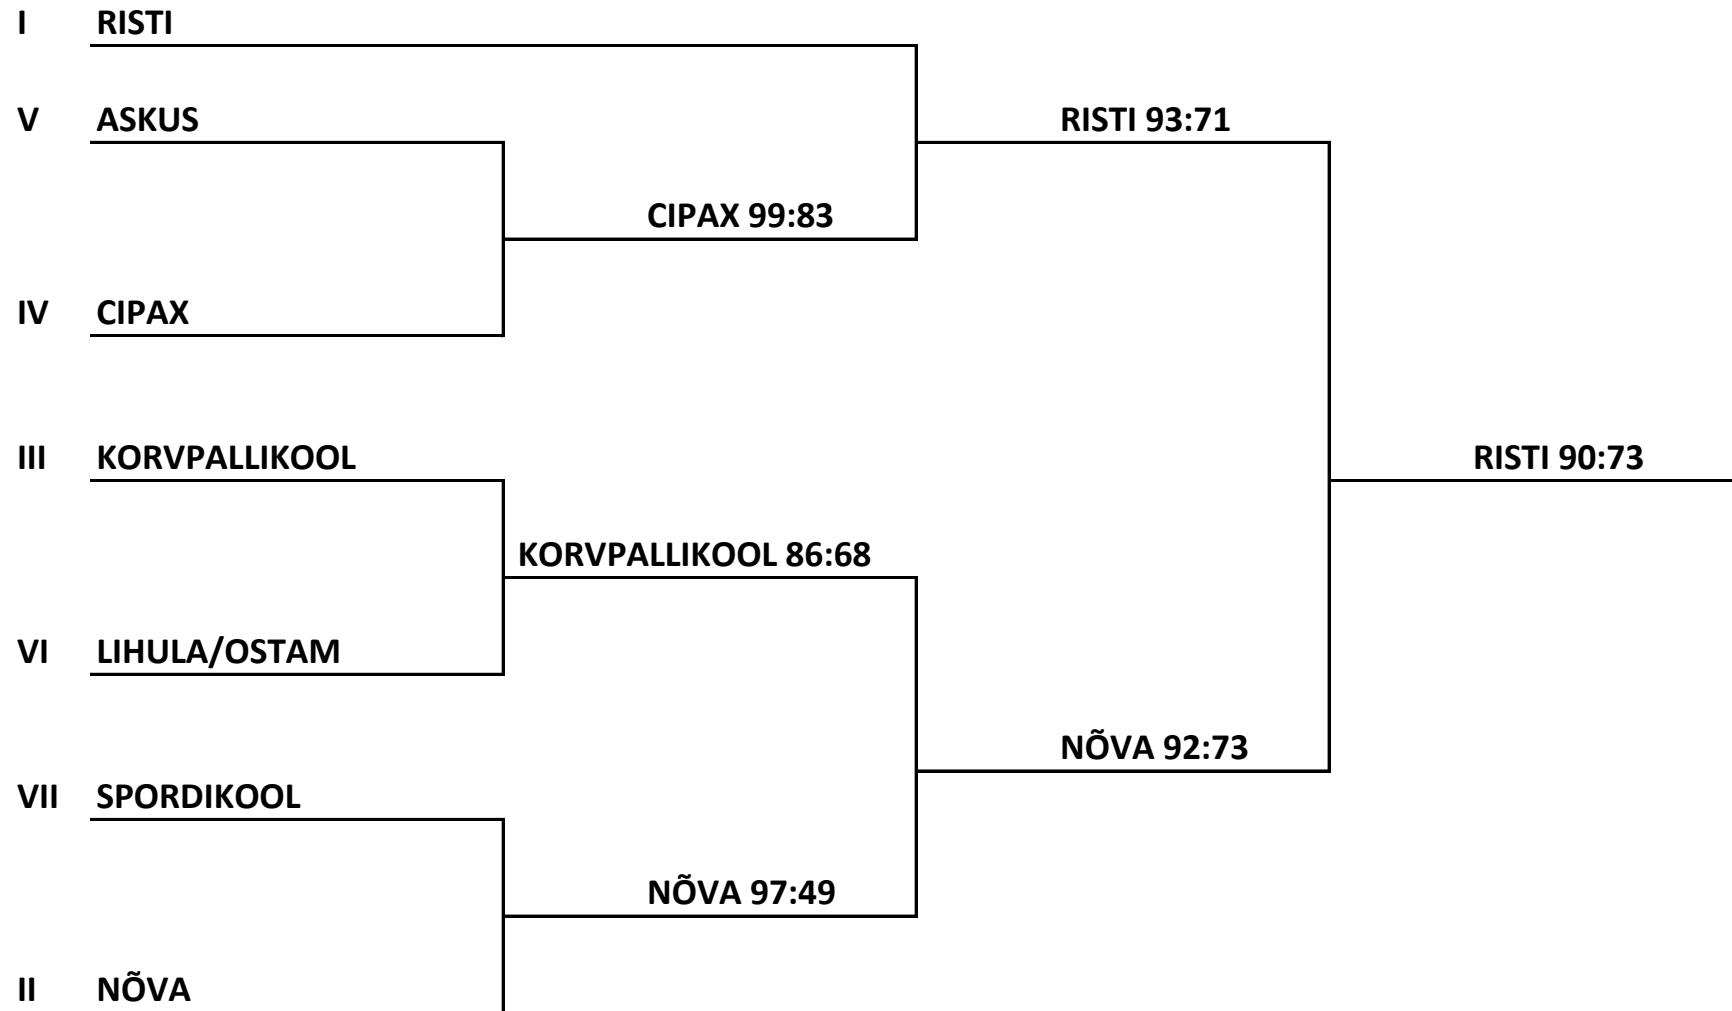 I RISTI
V ASKUS RISTI 93:71
CIPAX 99:83
IV CIPAX
III KORVPALLIKOOL RISTI 90:73
KORVPALLIKOOL 86:68
VI LIHULA/OSTAM
NÕVA 92:73
VII SPORDIKOOL
NÕVA 97:49
II NÕVA